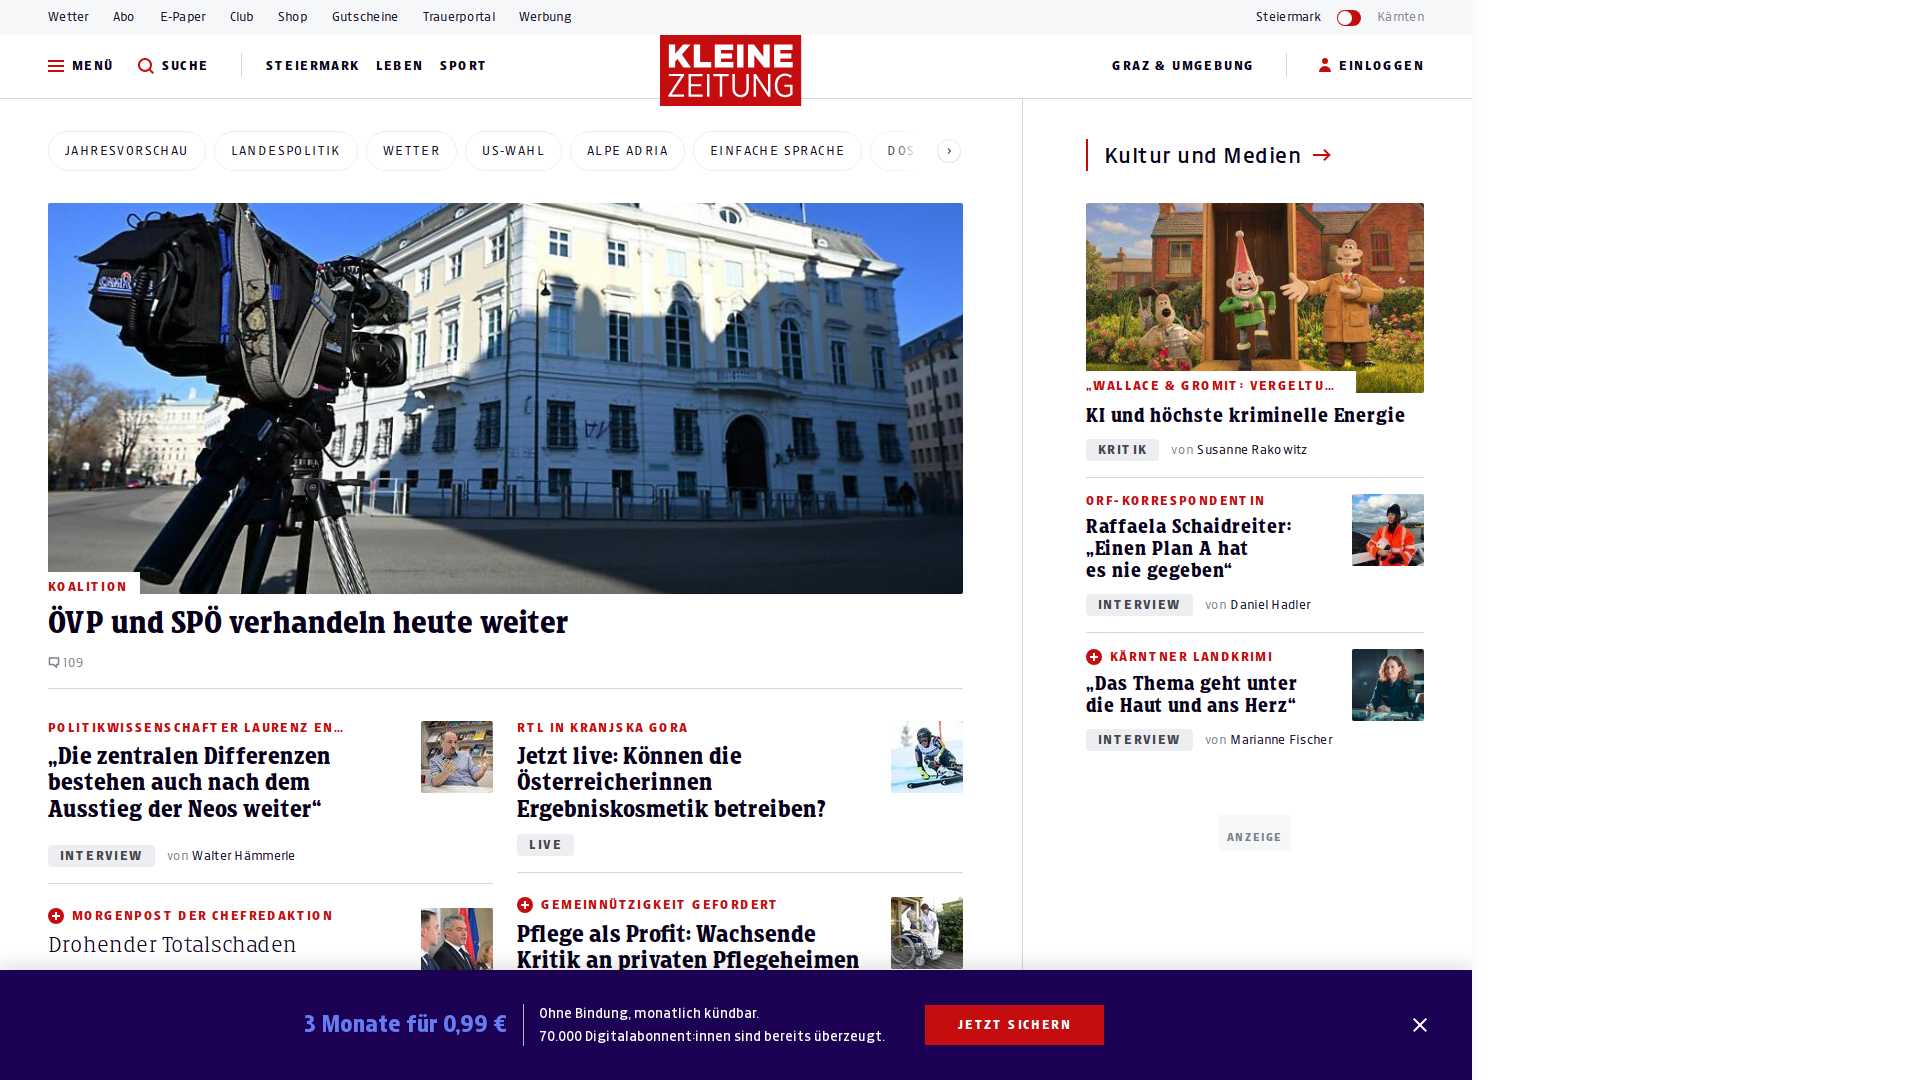 Wetter Abo E-Paper Club Shop Gutscheine Trauerportal Werbung
Steiermark Kärnten
MENÜ SUCHE STEIERMARK LEBEN SPORT
KLEINE
ZEITUNG
GRAZ & UMGEBUNG EINLOGGEN
JAHRESVORSCHAU LANDESPOLITIK WETTER US-WAHL ALPE ADRIA EINFACHE SPRACHE DOS
KOALITION
ÖVP und SPÖ verhandeln heute weiter
109
POLITIKWISSENSCHAFTER LAURENZ EN…
„Die zentralen Differenzen
bestehen auch nach dem
Ausstieg der Neos weiter“
INTERVIEW von Walter Hämmerle
MORGENPOST DER CHEFREDAKTION
Drohender Totalschaden
RTL IN KRANJSKA GORA
Jetzt live: Können die
Österreicherinnen
Ergebniskosmetik betreiben?
LIVE
GEMEINNÜTZIGKEIT GEFORDERT
Pflege als Profit: Wachsende
Kritik an privaten Pflegeheimen
Kultur und Medien
„WALLACE & GROMIT: VERGELTU…
KI und höchste kriminelle Energie
KRITIK von Susanne Rakowitz
ORF-KORRESPONDENTIN
Raffaela Schaidreiter:
„Einen Plan A hat
es nie gegeben“
INTERVIEW von Daniel Hadler
KÄRNTNER LANDKRIMI
„Das Thema geht unter
die Haut und ans Herz“
INTERVIEW von Marianne Fischer
ANZEIGE
3 Monate für 0,99 €
Ohne Bindung, monatlich kündbar.
70.000 Digitalabonnent:innen sind bereits überzeugt.
JETZT SICHERN